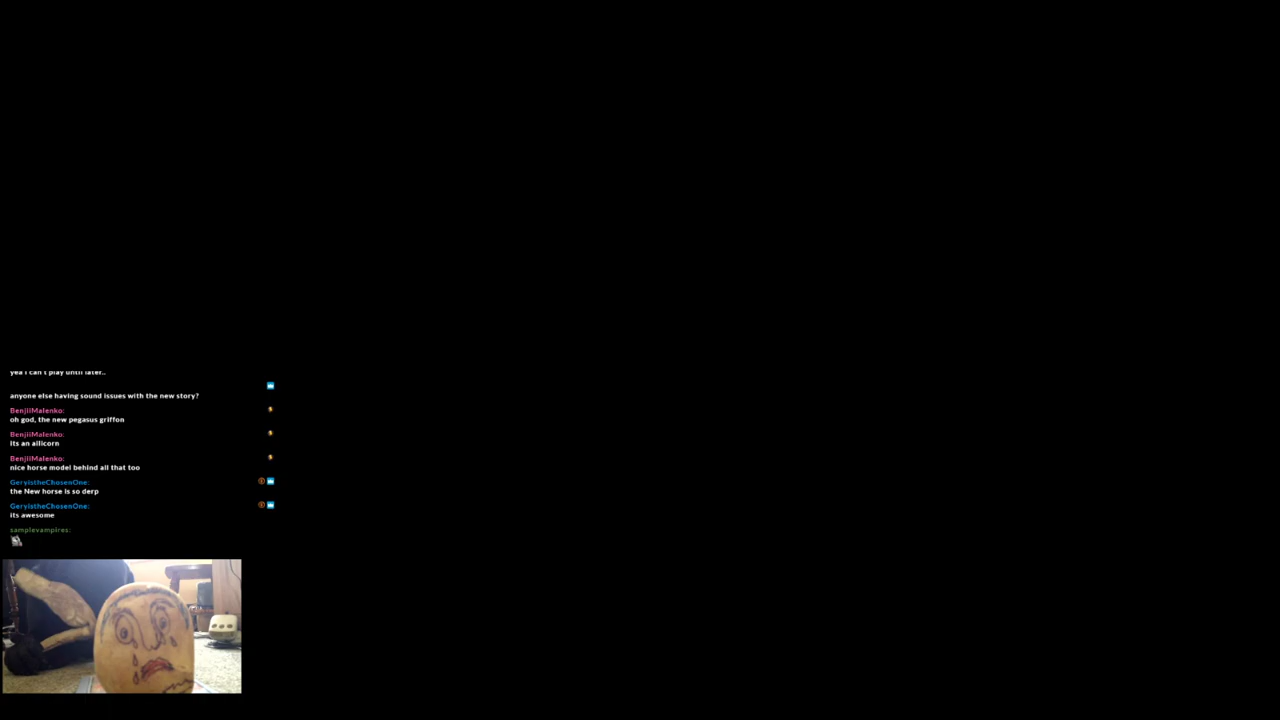 yea i can't play until later..
anyone else having sound issues with the new story?
BenjiiMalenko:
oh god, the new pegasus griffon
BenjiiMalenko:
its an allicorn
BenjiiMalenko:
nice horse model behind all that too
GeryistheChosenOne:
the New horse is so derp
GeryistheChosenOne:
its awesome
samplevampires: